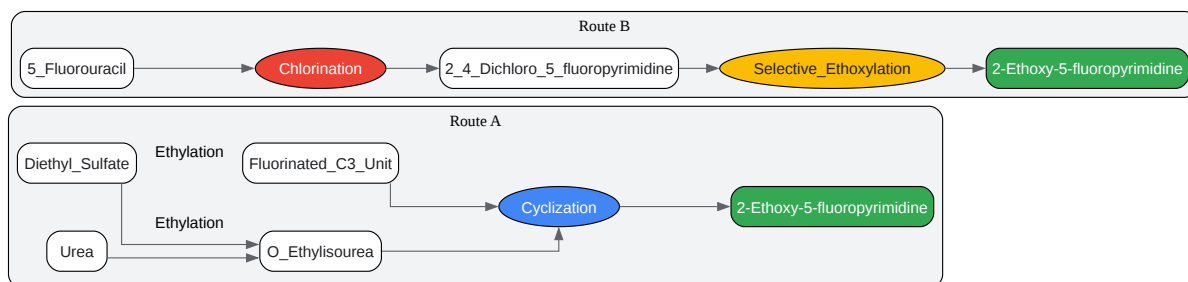 Route B
5_Fluorouracil
Chlorination
2_4_Dichloro_5_fluoropyrimidine
Selective_Ethoxylation
2-Ethoxy-5-fluoropyrimidine
Route A
Diethyl_Sulfate
Ethylation
Fluorinated_C3_Unit
Cyclization
2-Ethoxy-5-fluoropyrimidine
Ethylation
Urea
O_Ethylisourea